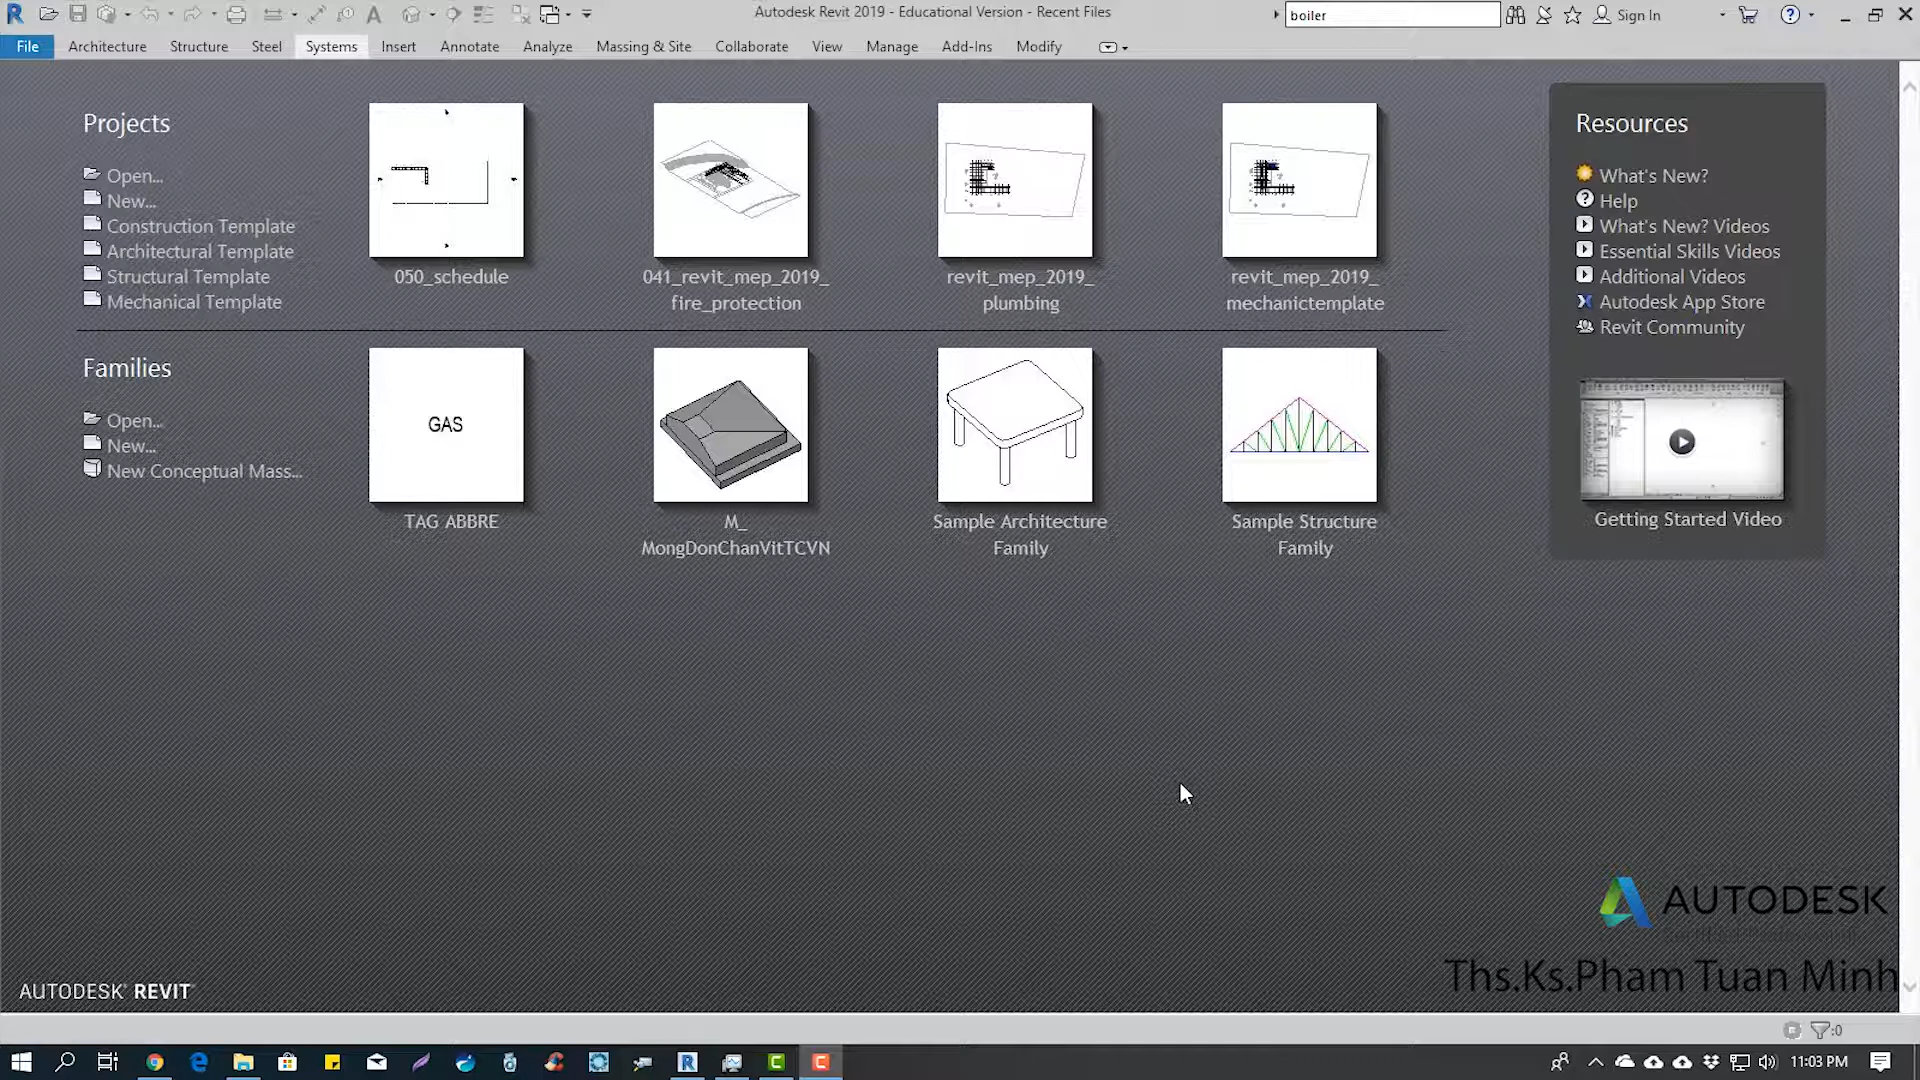 Autodesk Revit 2019 - Educational Version - Recent Files
boiler
Sign In
File Architecture Structure Steel Systems Insert Annotate Analyze Massing & Site Collaborate View Manage Add-Ins Modify
Projects
Open...
New...
Construction Template
Architectural Template
Structural Template
Mechanical Template
050_schedule
041_revit_mep_2019_
fire_protection
revit_mep_2019_
plumbing
revit_mep_2019_
mechanictemplate
Families
Open...
New...
New Conceptual Mass...
GAS
TAG ABBRE
M_
MongDonChanVitTCVN
Sample Architecture
Family
Sample Structure
Family
Resources
What's New?
Help
What's New? Videos
Essential Skills Videos
Additional Videos
Autodesk App Store
Revit Community
Getting Started Video
AUTODESK
Ths.Ks.Pham Tuan Minh
AUTODESK® REVIT®
:0
11:03 PM